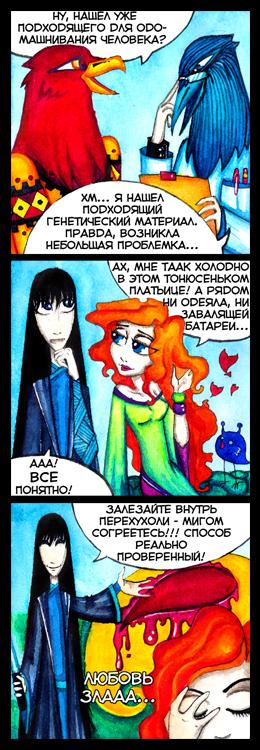 НУ, НАШЕЛ УЖЕ
ПОДХОДЯЩЕГО ДЛЯ ОДО-
МАШНИВАНИЯ ЧЕЛОВЕКА?
ХМ... Я НАШЕЛ
ПОДХОДЯЩИЙ
ГЕНЕТИЧЕСКИЙ МАТЕРИАЛ.
ПРАВДА, ВОЗНИКЛА
НЕБОЛЬШАЯ ПРОБЛЕМКА...
АХ, МНЕ ТААК ХОЛОДНО
В ЭТОМ ТОНЮСЕНЬКОМ
ПЛАТЬИЦЕ! А РЯДОМ
НИ ОДЕЯЛА, НИ
ЗАВАЛЯЩЕЙ
БАТАРЕИ...
ААА!
ВСЕ
ПОНЯТНО!
ЗАЛЕЗАЙТЕ ВНУТРЬ
ПЕРЕХУХОЛИ - МИГОМ
СОГРЕЕТЕСЬ!!! СПОСОБ
РЕАЛЬНО
ПРОВЕРЕННЫЙ!
ЛЮБОВЬ
ЗЛААА...